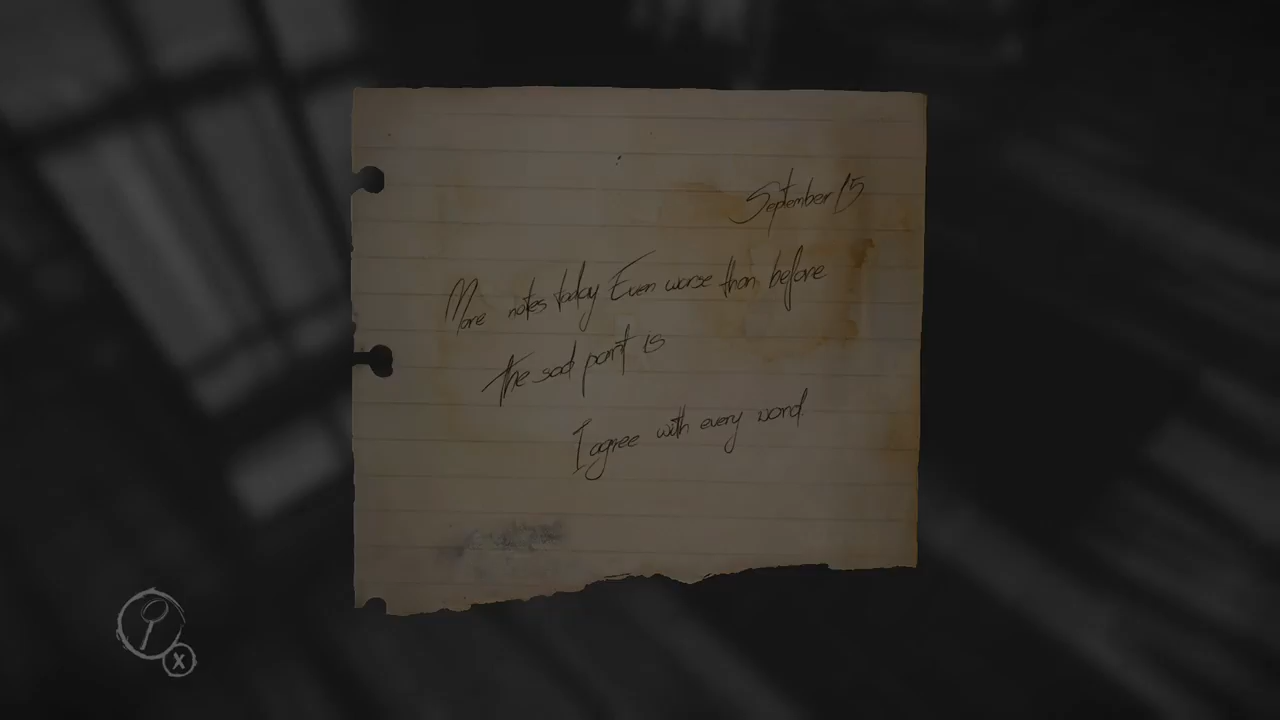 September 15
More notes today Even worse than before
the sad part is
I agree with every word
X